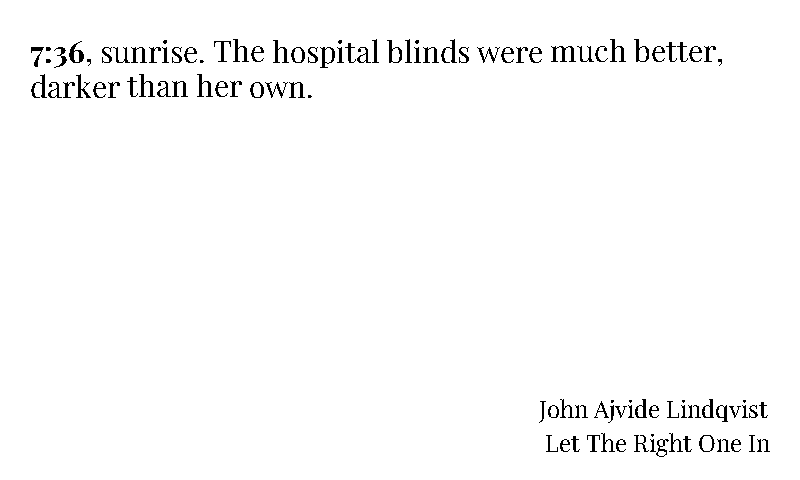 7:36, sunrise. The hospital blinds were much better,
darker than her own.
John Ajvide Lindqvist
Let The Right One In